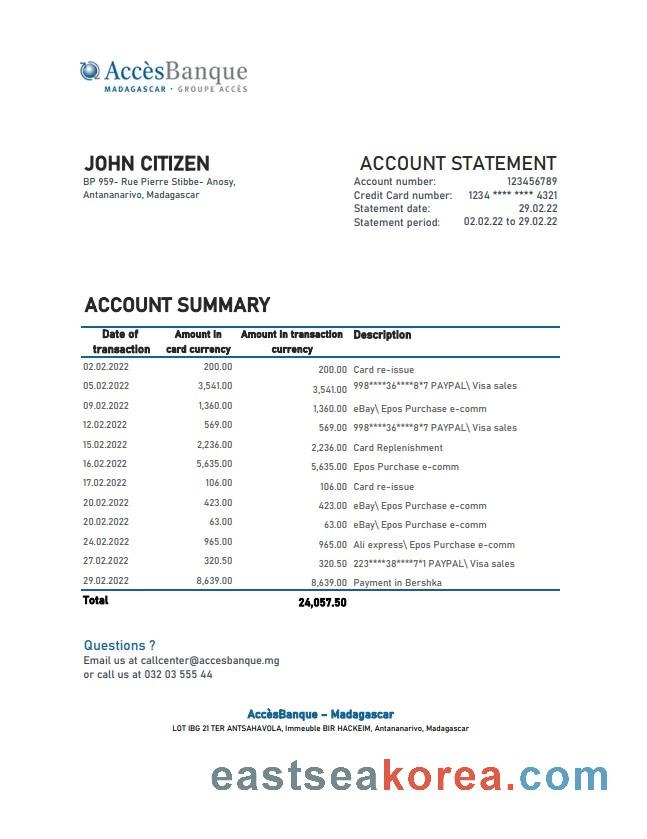 AccèsBanque
MADAGASCAR · GROUPE ACCÈS
JOHN CITIZEN
BP 959- Rue Pierre Stibbe- Anosy,
Antananarivo, Madagascar
ACCOUNT STATEMENT
Account number: 123456789
Credit Card number: 1234 **** **** 4321
Statement date: 29.02.22
Statement period: 02.02.22 to 29.02.22
ACCOUNT SUMMARY
Date of transaction Amount in card currency Amount in transaction currency Description
02.02.2022 200.00 200.00 Card re-issue
05.02.2022 3,541.00 3,541.00 998****36****8*7 PAYPAL\ Visa sales
09.02.2022 1,360.00 1,360.00 eBay\ Epos Purchase e-comm
12.02.2022 569.00 569.00 998****36****8*7 PAYPAL\ Visa sales
15.02.2022 2,236.00 2,236.00 Card Replenishment
16.02.2022 5,635.00 5,635.00 Epos Purchase e-comm
17.02.2022 106.00 106.00 Card re-issue
20.02.2022 423.00 423.00 eBay\ Epos Purchase e-comm
20.02.2022 63.00 63.00 eBay\ Epos Purchase e-comm
24.02.2022 965.00 965.00 Ali express\ Epos Purchase e-comm
27.02.2022 320.50 320.50 223****38****7*1 PAYPAL\ Visa sales
29.02.2022 8,639.00 8,639.00 Payment in Bershka
Total 24,057.50
Questions ?
Email us at callcenter@accesbanque.mg
or call us at 032 03 555 44
AccèsBanque – Madagascar
LOT IBG 21 TER ANTSAHAVOLA, Immeuble BIR HACKEIM, Antananarivo, Madagascar
eastseakorea.com